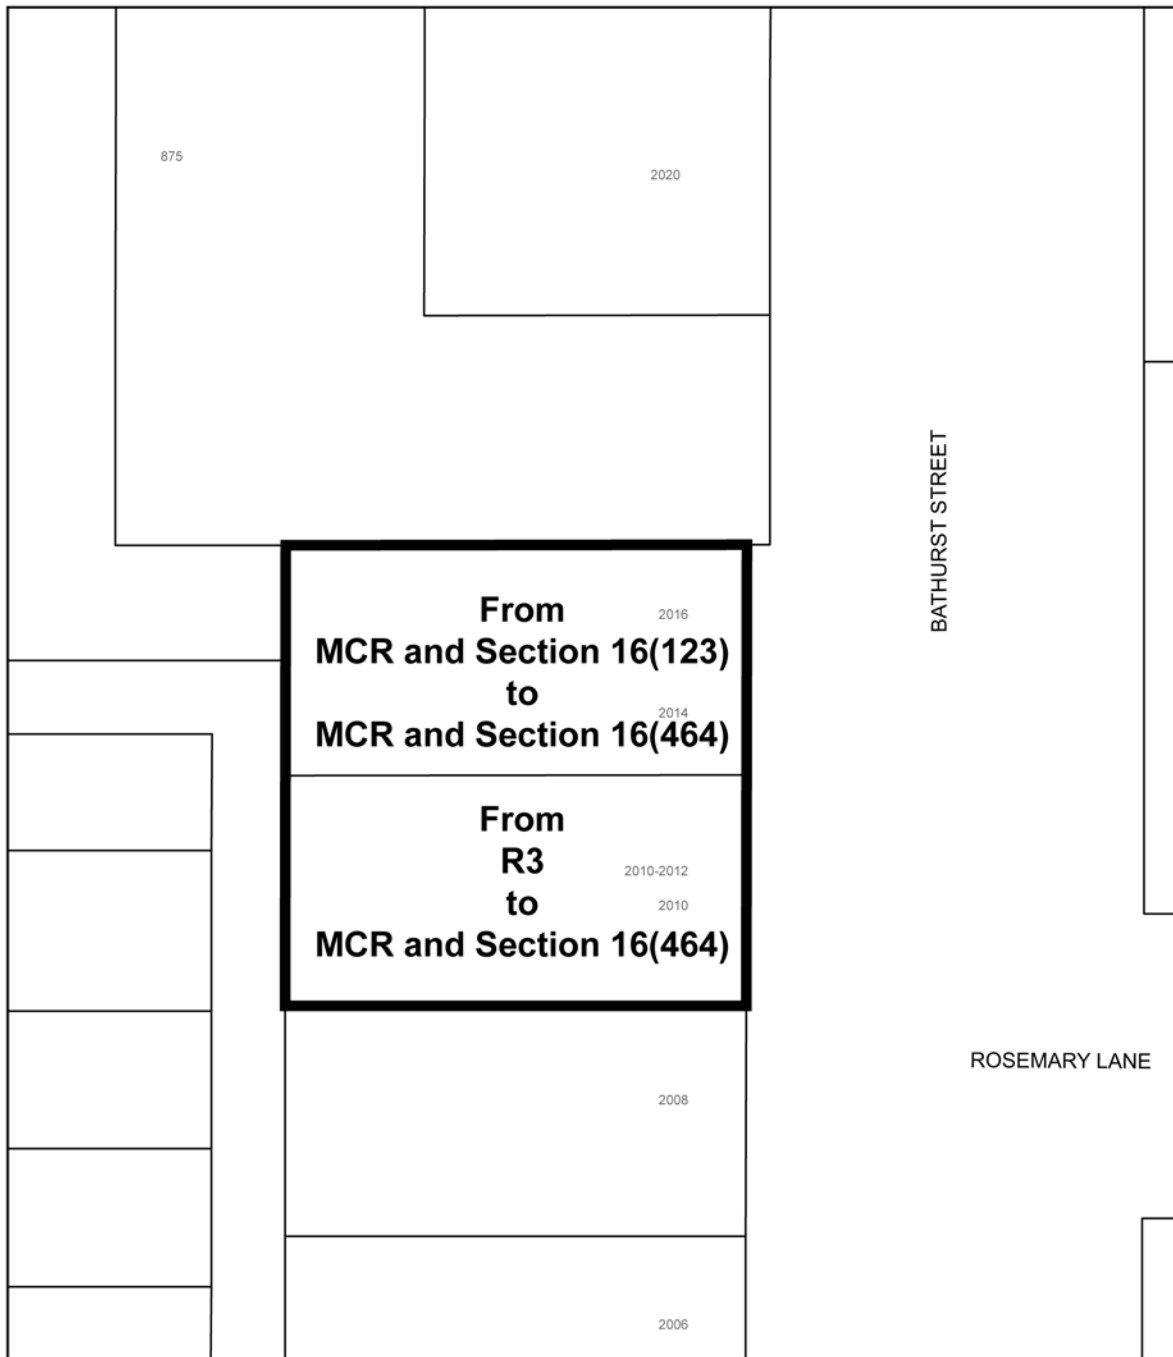 875
2020
BATHURST STREET
From
2016
MCR and Section 16(123)
to
2014
MCR and Section 16(464)
From
R3
2010-2012
to
2010
MCR and Section 16(464)
ROSEMARY LANE
2008
2006